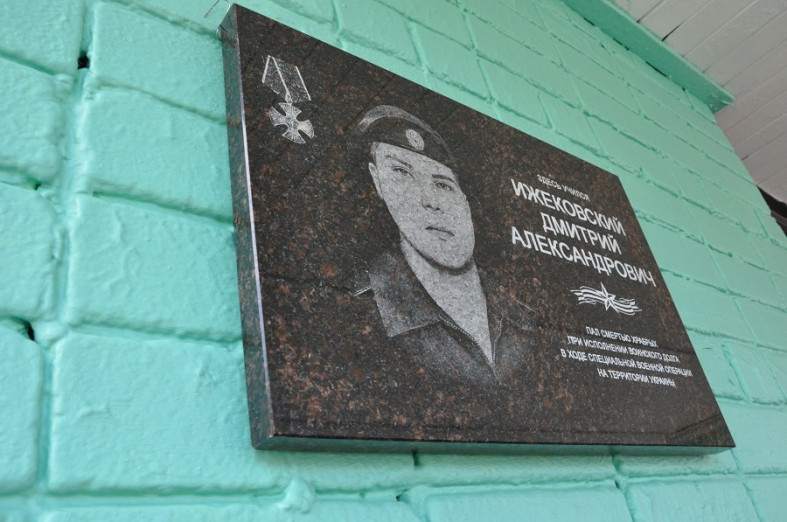 ЗДЕСЬ УЧИЛСЯ
ИЖЕКОВСКИЙ
ДМИТРИЙ
АЛЕКСАНДРОВИЧ
ПАЛ СМЕРТЬЮ ХРАБРЫХ
ПРИ ИСПОЛНЕНИИ ВОИНСКОГО ДОЛГА
В ХОДЕ СПЕЦИАЛЬНОЙ ВОЕННОЙ ОПЕРАЦИИ
НА ТЕРРИТОРИИ УКРАИНЫ